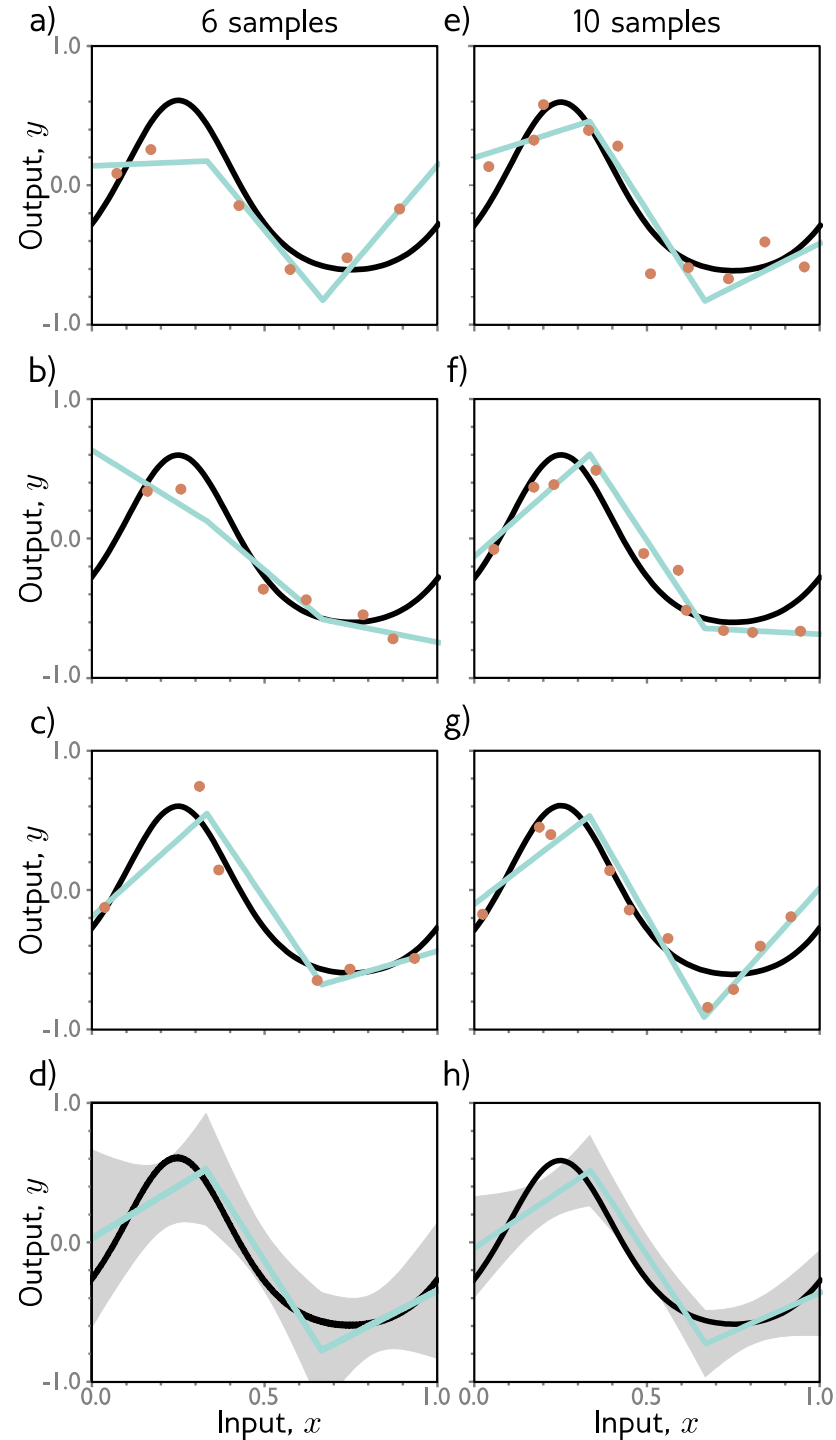 6 samples
10 samples
a)
e)
1.0
0.0
-1.0
Output, y
b)
f)
1.0
0.0
-1.0
Output, y
c)
g)
1.0
0.0
-1.0
Output, y
d)
h)
1.0
0.0
-1.0
Output, y
0.0 0.5 1.0 0.0 0.5 1.0
Input, x
Input, x